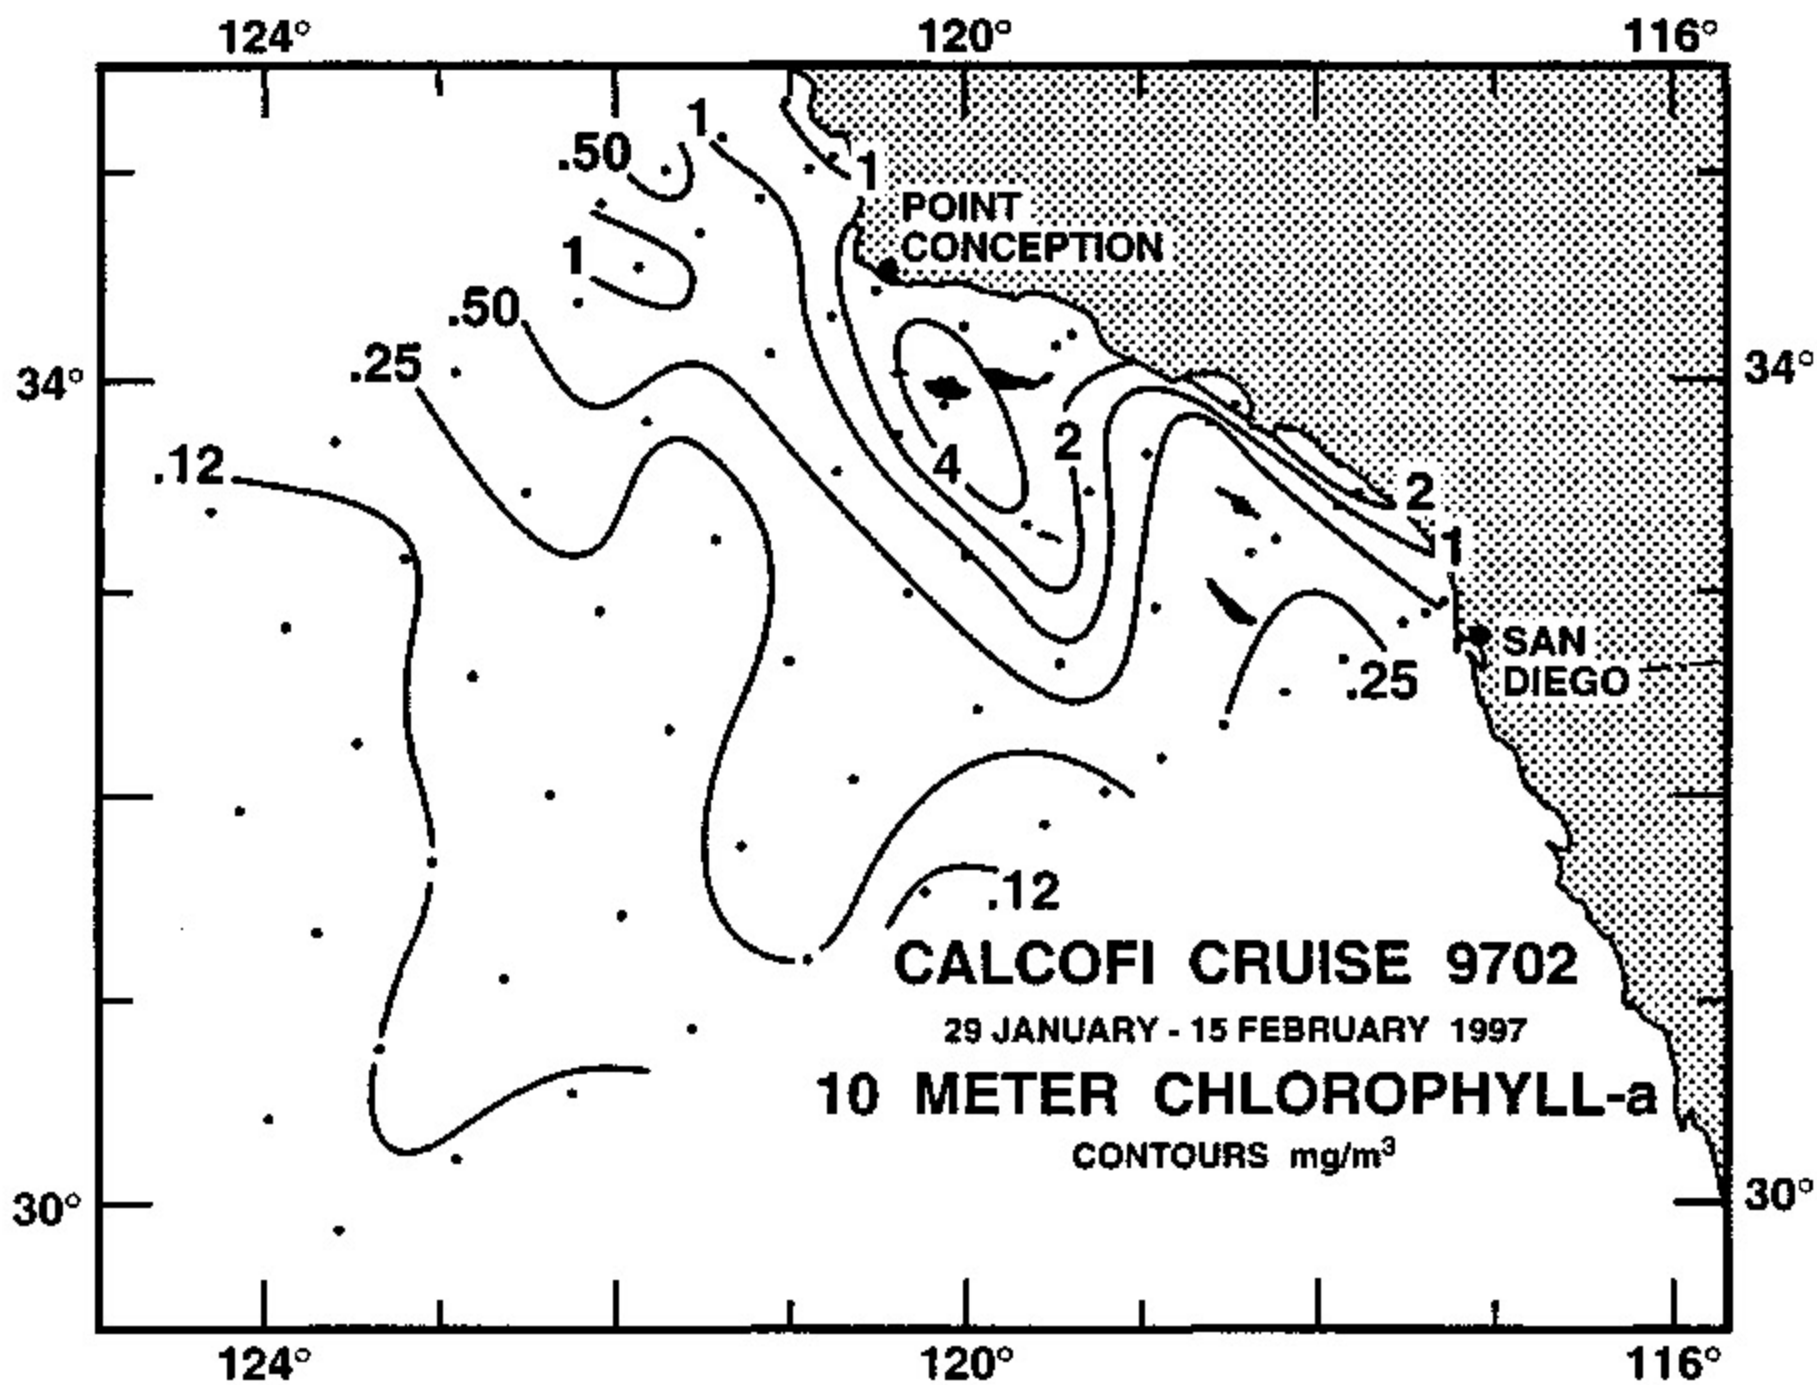 124° 120° 116°
1
.50
1
POINT
CONCEPTION
1
.50
.25
34° 34°
2
4
.12
2
1
SAN
DIEGO
.25
.12
CALCOFI CRUISE 9702
29 JANUARY - 15 FEBRUARY 1997
10 METER CHLOROPHYLL-a
CONTOURS mg/m³
30° 30°
124° 120° 116°